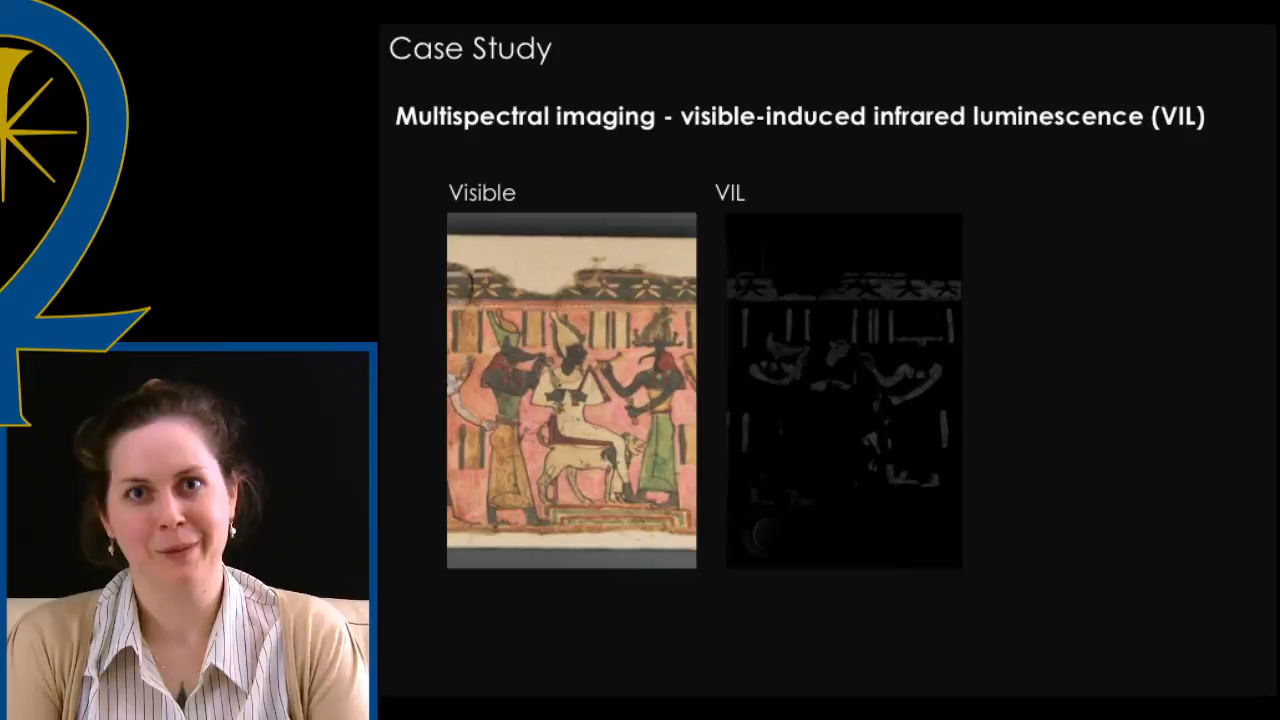 Case Study
Multispectral imaging - visible-induced infrared luminescence (VIL)
Visible
VIL